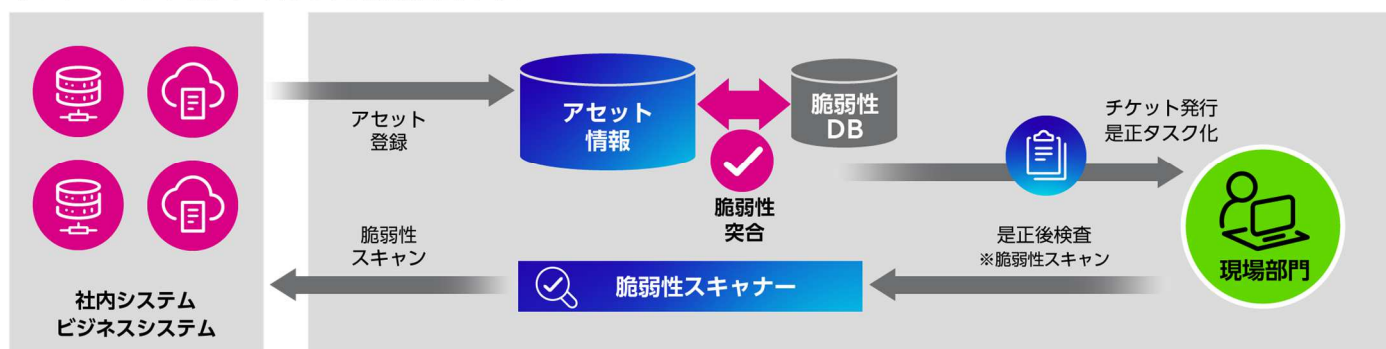 社内システム
ビジネスシステム
アセット
登録
アセット
情報
脆弱性
DB
脆弱性
突合
チケット発行
是正タスク化
現場部門
是正後検査
※脆弱性スキャン
脆弱性スキャナー
脆弱性
スキャン